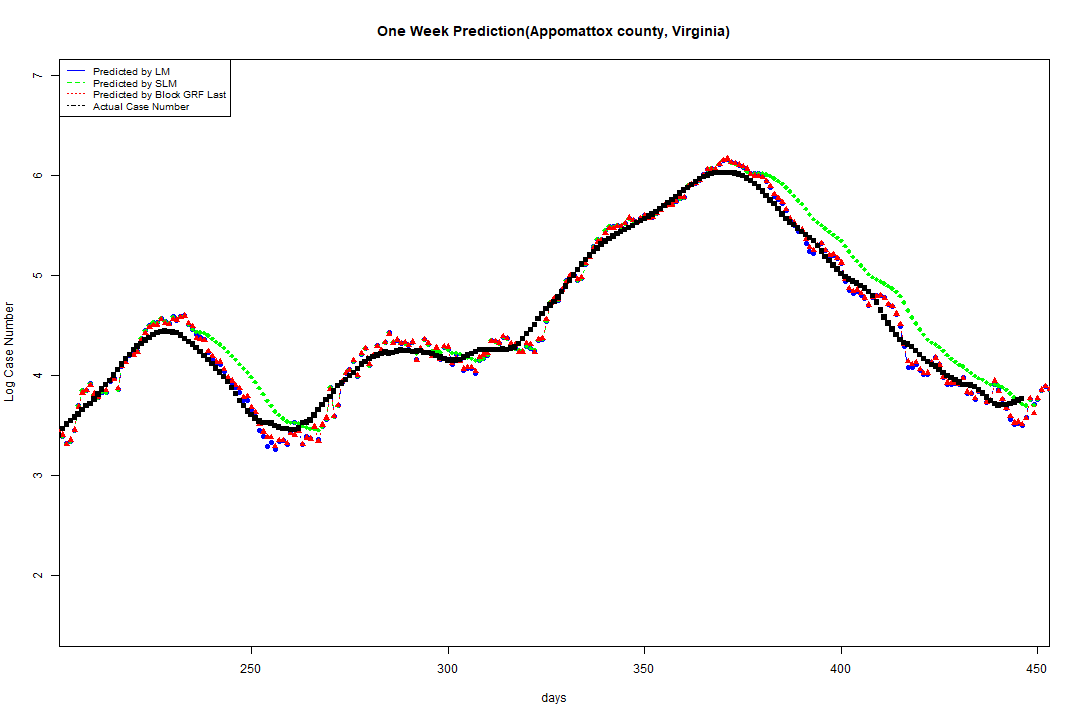 One Week Prediction(Appomattox county, Virginia)
Predicted by LM
Predicted by SLM
Predicted by Block GRF Last
Actual Case Number
7
6
5
4
3
2
Log Case Number
250 300 350 400 450
days